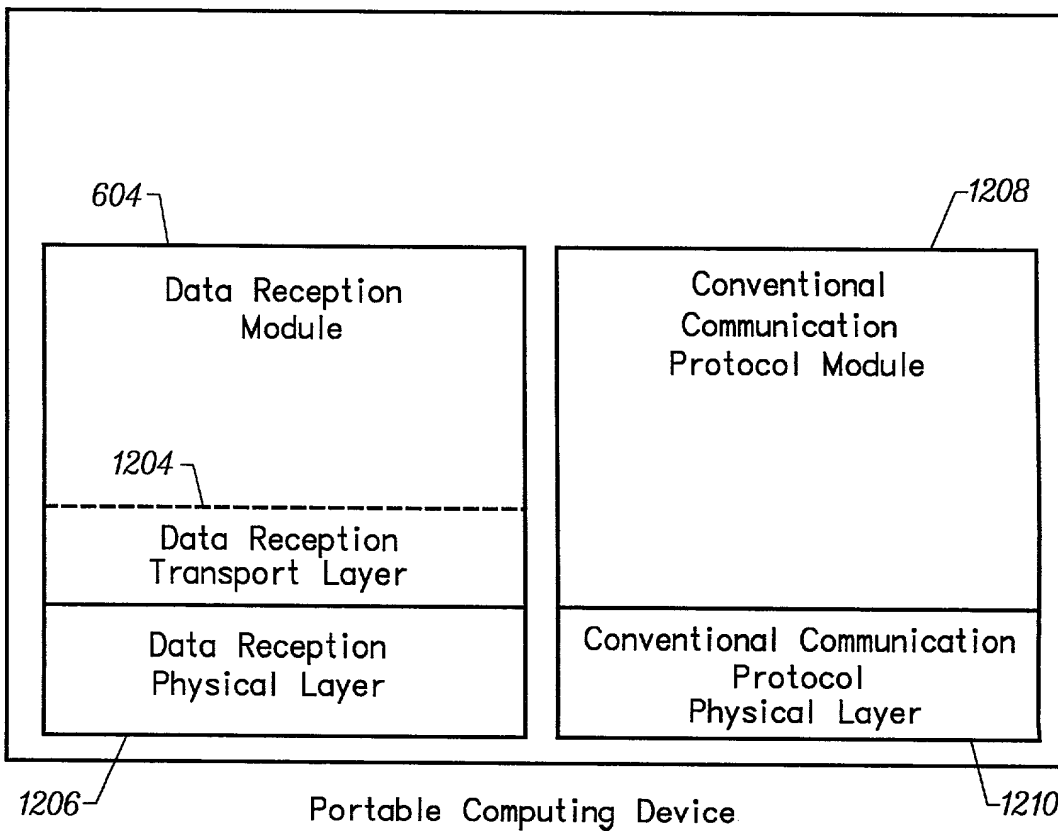 604
1208
Data Reception
Module
Conventional
Communication
Protocol Module
1204
Data Reception
Transport Layer
Data Reception
Physical Layer
Conventional Communication
Protocol
Physical Layer
1206
Portable Computing Device
1210